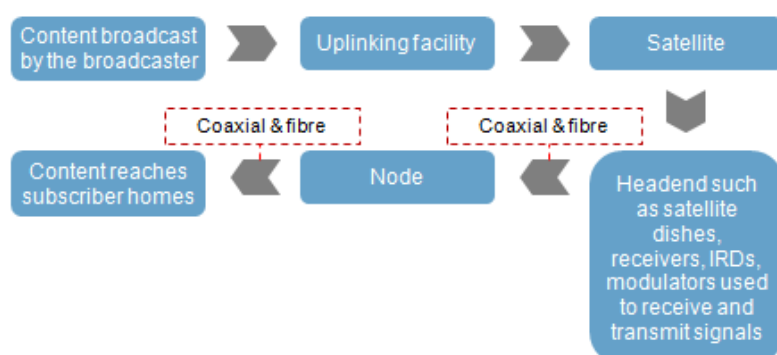 Content broadcast
by the broadcaster
Uplinking facility
Satellite
Coaxial & fibre
Coaxial & fibre
Content reaches
subscriber homes
Node
Headend such
as satellite
dishes,
receivers, IRDs,
modulators used
to receive and
transmit signals